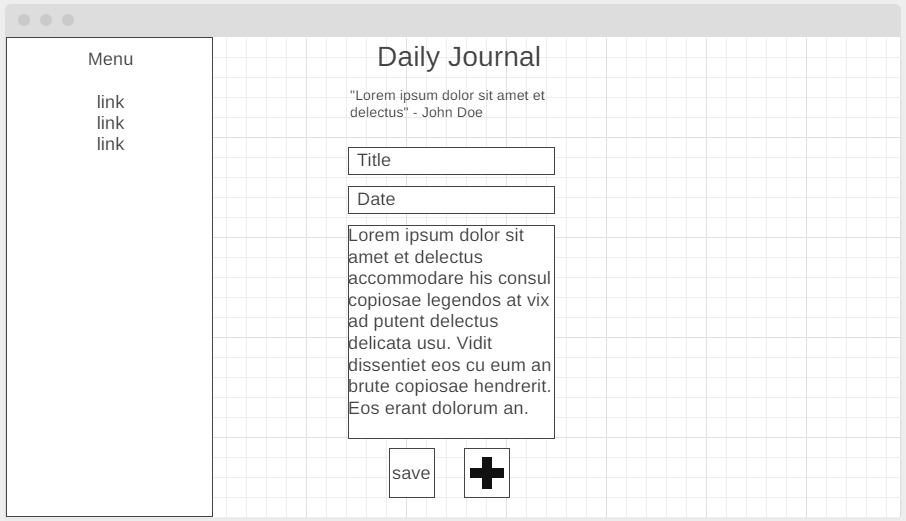 Menu
link
link
link
Daily Journal
"Lorem ipsum dolor sit amet et
delectus" - John Doe
Title
Date
Lorem ipsum dolor sit
amet et delectus
accommodare his consul
copiosae legendos at vix
ad putent delectus
delicata usu. Vidit
dissentiet eos cu eum an
brute copiosae hendrerit.
Eos erant dolorum an.
save